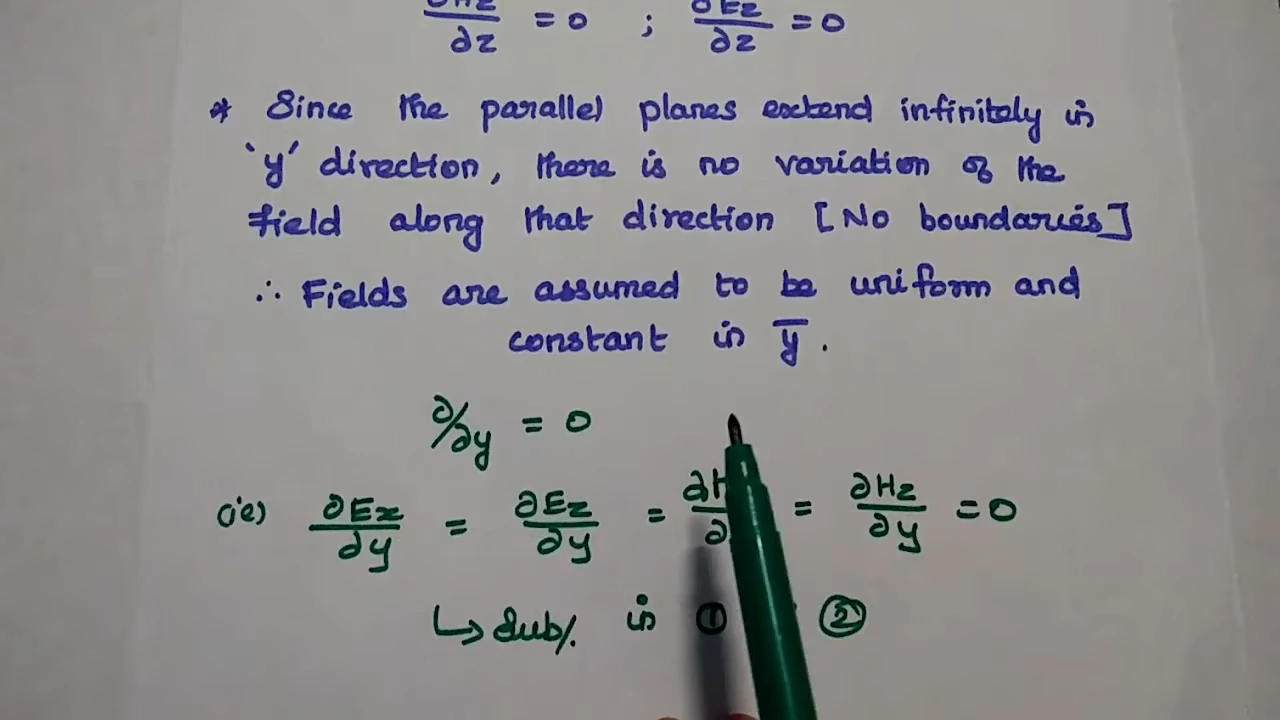 ∂Hz/∂z = 0 ; ∂Ez/∂z = 0
* Since the parallel planes extend infinitely in
'y' direction, there is no variation of the
field along that direction [No boundaries]
∴ Fields are assumed to be uniform and
constant in y̅.
∂/∂y = 0
(ie) ∂Ex/∂y = ∂Ez/∂y = ∂H = ∂Hz/∂y = 0
↳ Sub/. in ① ②